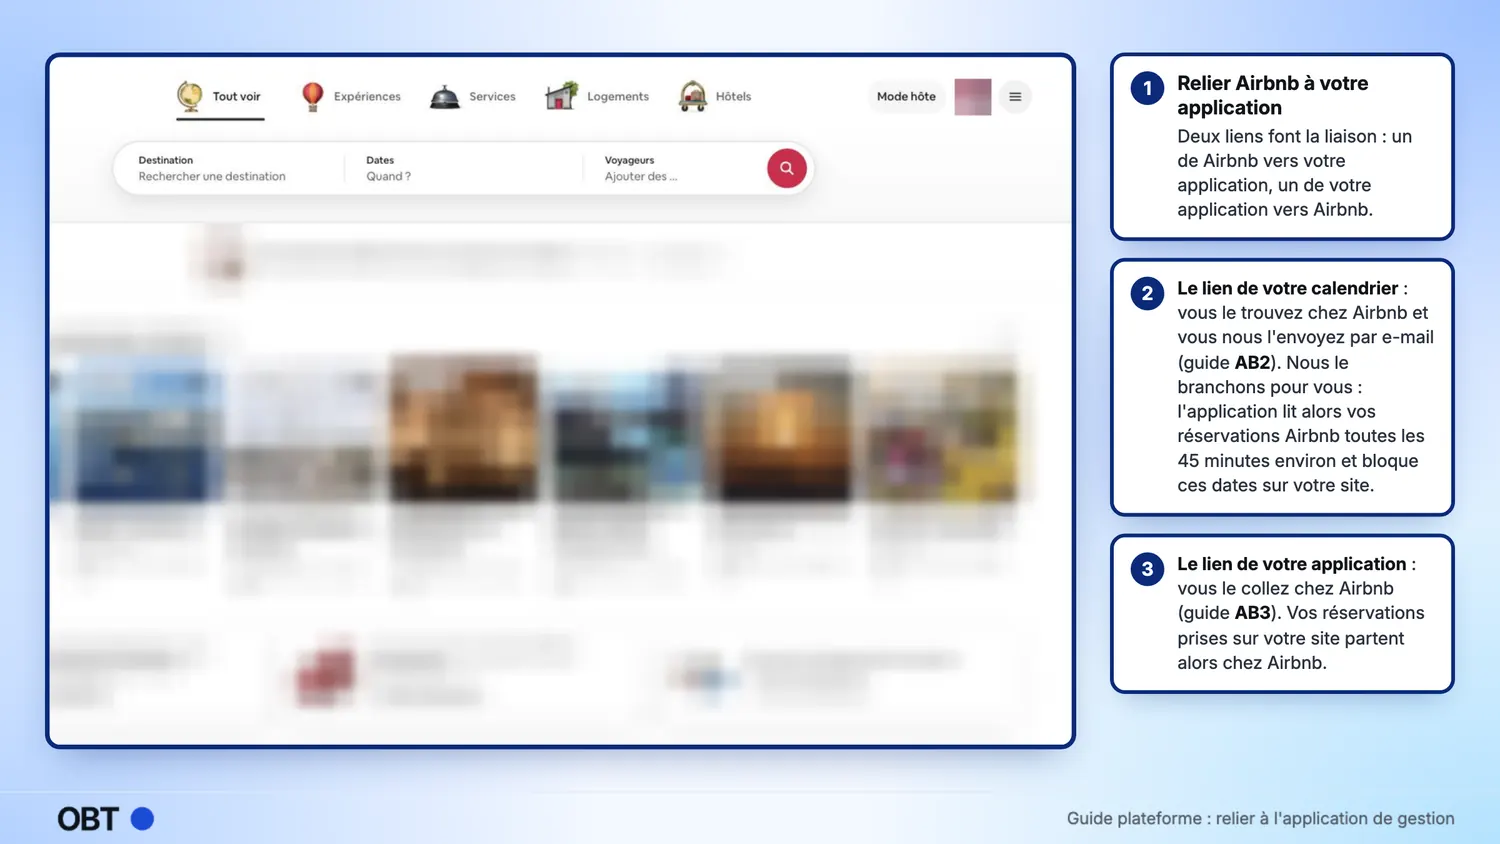 Tout voir
Expériences
Services
Logements
Hôtels
Mode hôte
Destination
Rechercher une destination
Dates
Quand ?
Voyageurs
Ajouter des ...
1
Relier Airbnb à votre
application
Deux liens font la liaison : un
de Airbnb vers votre
application, un de votre
application vers Airbnb.
2
Le lien de votre calendrier :
vous le trouvez chez Airbnb et
vous nous l'envoyez par e-mail
(guide AB2). Nous le
branchons pour vous :
l'application lit alors vos
réservations Airbnb toutes les
45 minutes environ et bloque
ces dates sur votre site.
3
Le lien de votre application :
vous le collez chez Airbnb
(guide AB3). Vos réservations
prises sur votre site partent
alors chez Airbnb.
OBT
Guide plateforme : relier à l'application de gestion